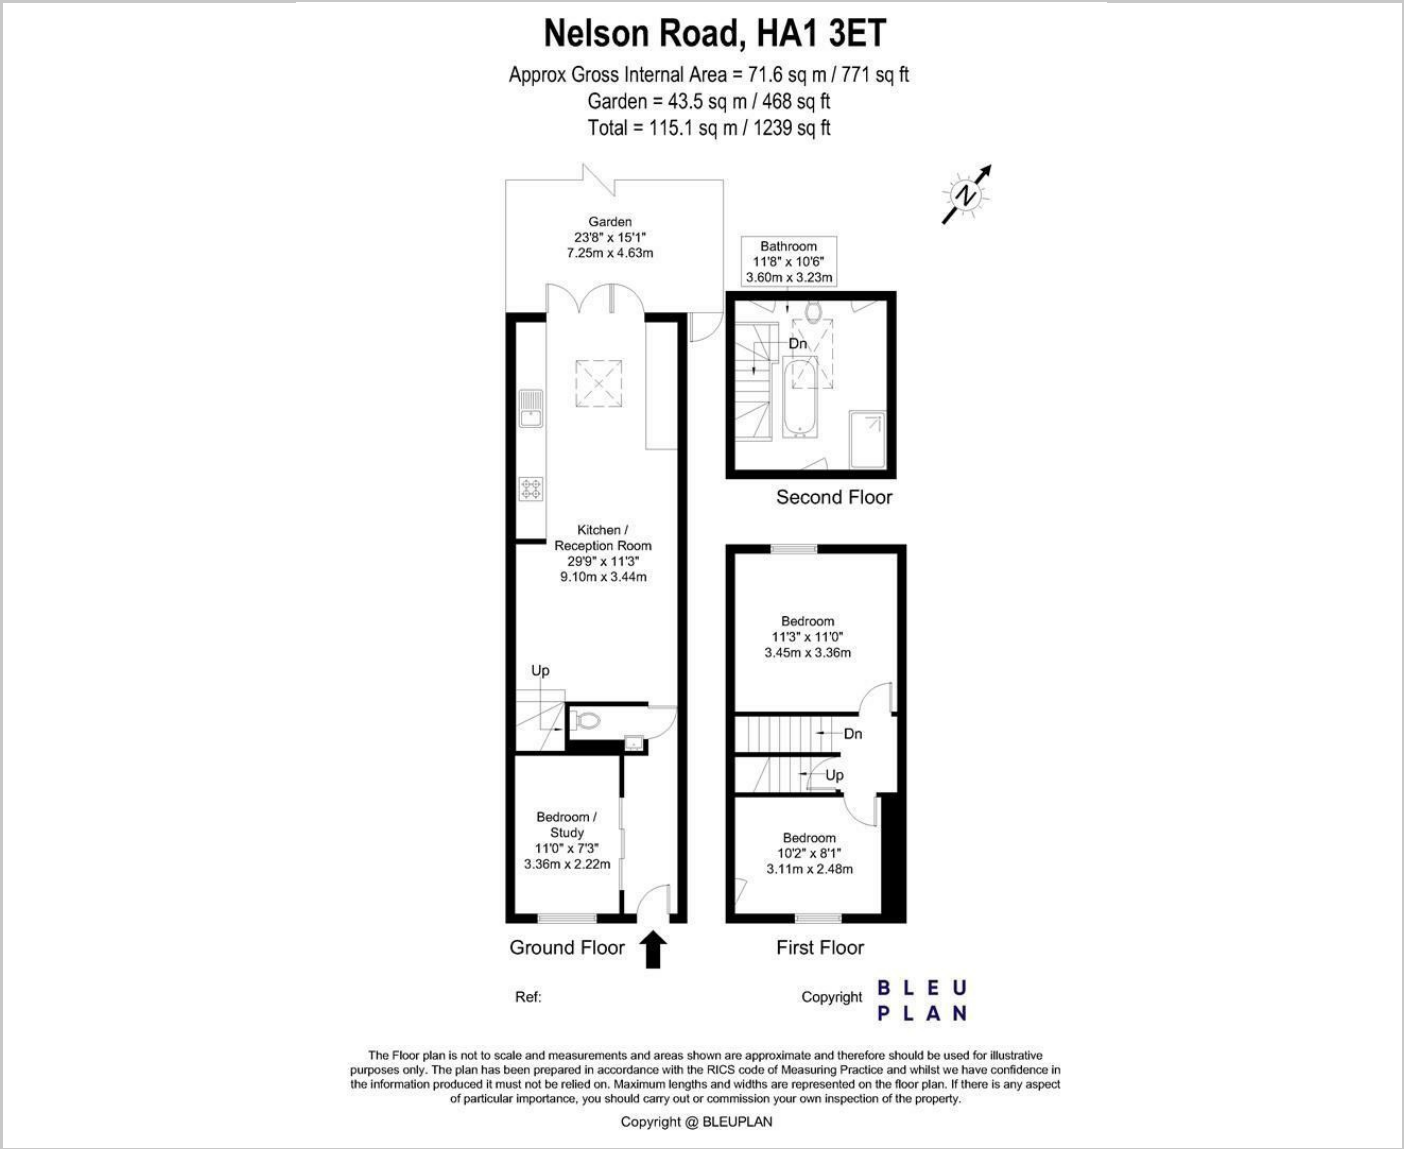 Nelson Road, HA1 3ET
Approx Gross Internal Area = 71.6 sq m / 771 sq ft
Garden = 43.5 sq m / 468 sq ft
Total = 115.1 sq m / 1239 sq ft
N
Garden
23'8" x 15'1"
7.25m x 4.63m
Bathroom
11'8" x 10'6"
3.60m x 3.23m
Dn
Second Floor
Kitchen /
Reception Room
29'9" x 11'3"
9.10m x 3.44m
Up
Bedroom
11'3" x 11'0"
3.45m x 3.36m
Dn
Up
Bedroom /
Study
11'0" x 7'3"
3.36m x 2.22m
Bedroom
10'2" x 8'1"
3.11m x 2.48m
Ground Floor
First Floor
Ref:
Copyright
BLEU
PLAN
The Floor plan is not to scale and measurements and areas shown are approximate and therefore should be used for illustrative
purposes only. The plan has been prepared in accordance with the RICS code of Measuring Practice and whilst we have confidence in
the information produced it must not be relied on. Maximum lengths and widths are represented on the floor plan. If there is any aspect
of particular importance, you should carry out or commission your own inspection of the property.
Copyright @ BLEUPLAN